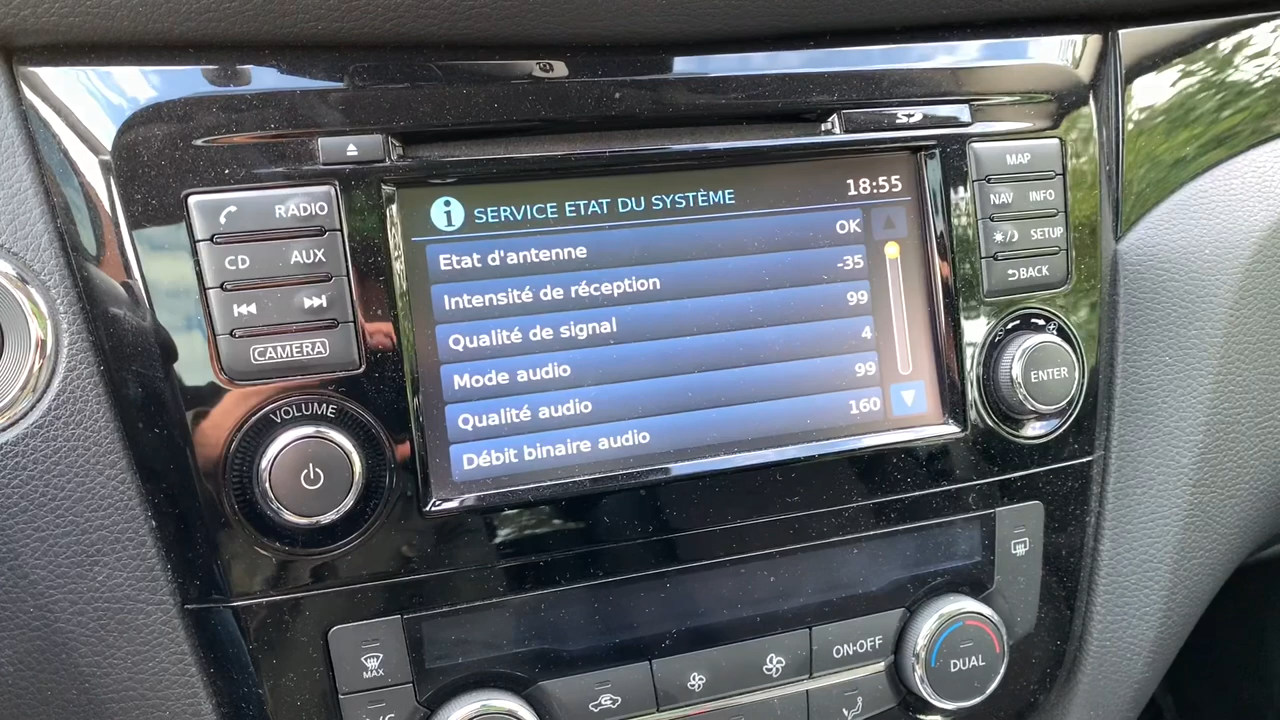 SD
MAP
NAV INFO
SETUP
BACK
ENTER
RADIO
CD AUX
CAMERA
VOLUME
18:55
i SERVICE ETAT DU SYSTÈME
Etat d'antenne OK
Intensité de réception -35
Qualité de signal 99
Mode audio 4
Qualité audio 99
Débit binaire audio 160
MAX
ON·OFF
DUAL